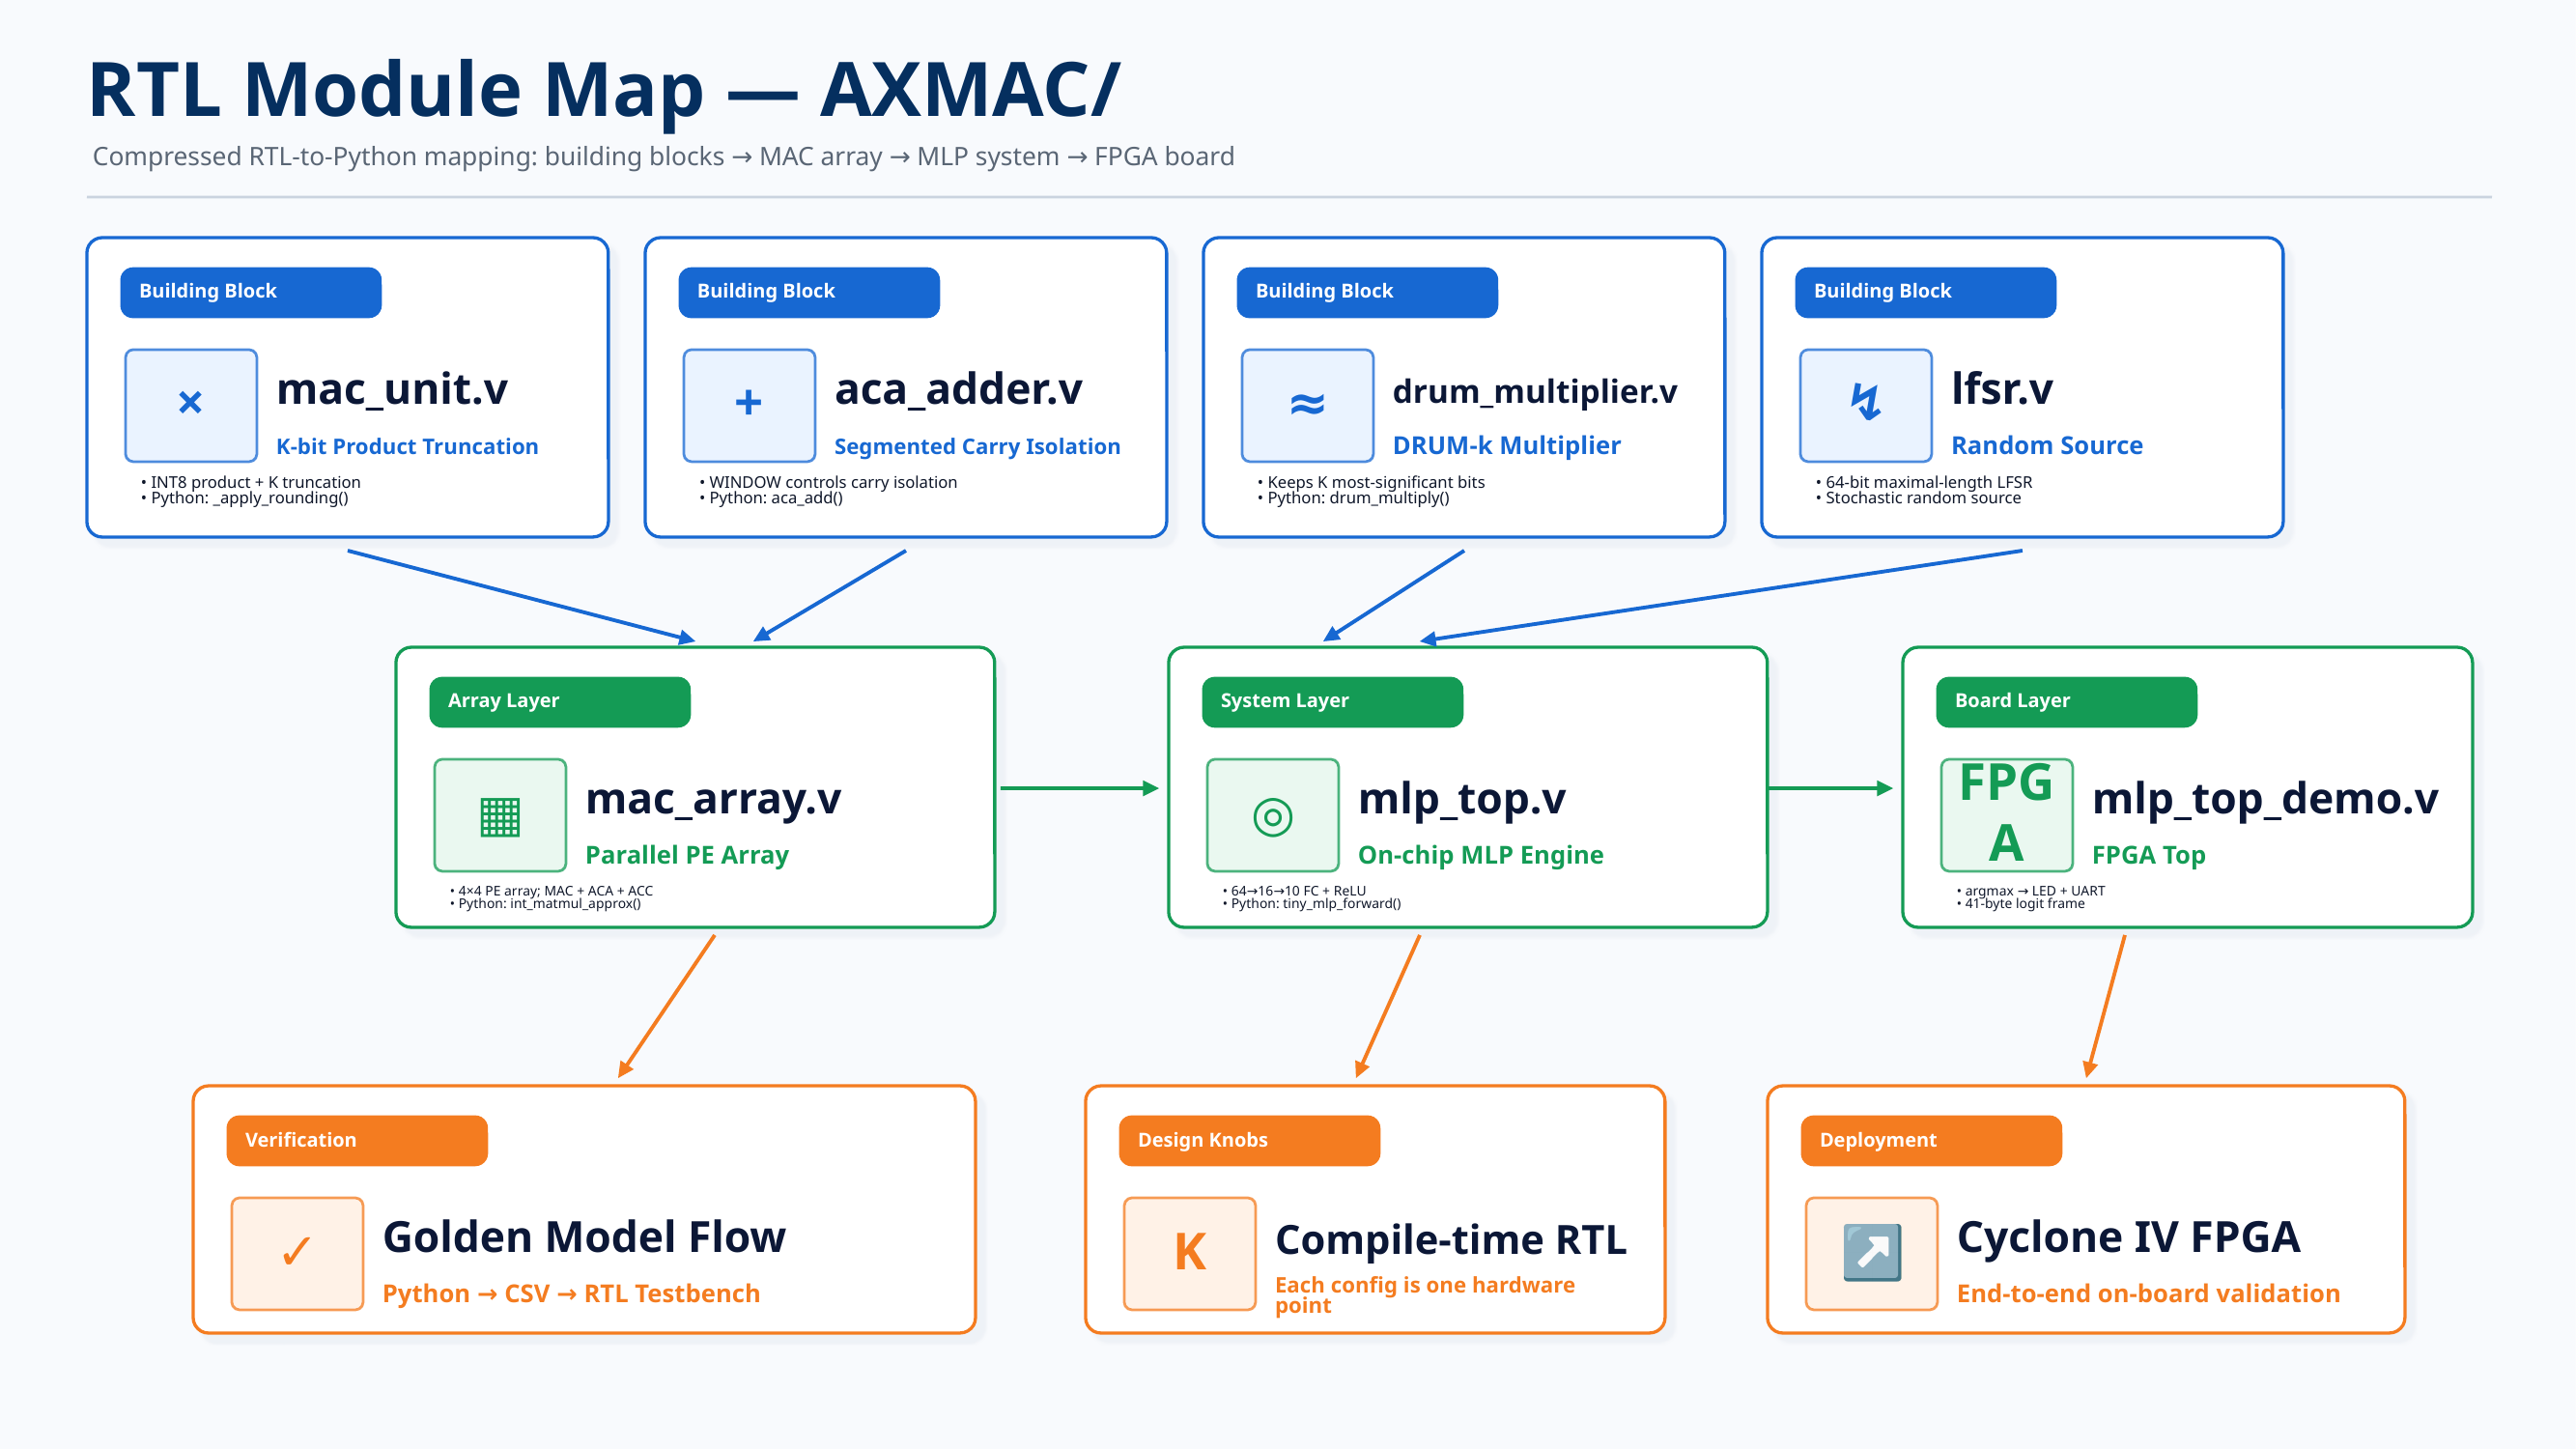 RTL Module Map — AXMAC/
Compressed RTL-to-Python mapping: building blocks → MAC array → MLP system → FPGA board
Building Block
×
mac_unit.v
K-bit Product Truncation
• INT8 product + K truncation
• Python: _apply_rounding()
Building Block
+
aca_adder.v
Segmented Carry Isolation
• WINDOW controls carry isolation
• Python: aca_add()
Building Block
≈
drum_multiplier.v
DRUM-k Multiplier
• Keeps K most-significant bits
• Python: drum_multiply()
Building Block
↯
lfsr.v
Random Source
• 64-bit maximal-length LFSR
• Stochastic random source
Array Layer
▦
mac_array.v
Parallel PE Array
• 4×4 PE array; MAC + ACA + ACC
• Python: int_matmul_approx()
System Layer
◎
mlp_top.v
On-chip MLP Engine
• 64→16→10 FC + ReLU
• Python: tiny_mlp_forward()
Board Layer
FPG
A
mlp_top_demo.v
FPGA Top
• argmax → LED + UART
• 41-byte logit frame
Verification
✓
Golden Model Flow
Python → CSV → RTL Testbench
Design Knobs
K
Compile-time RTL
Each config is one hardware
point
Deployment
↗
Cyclone IV FPGA
End-to-end on-board validation